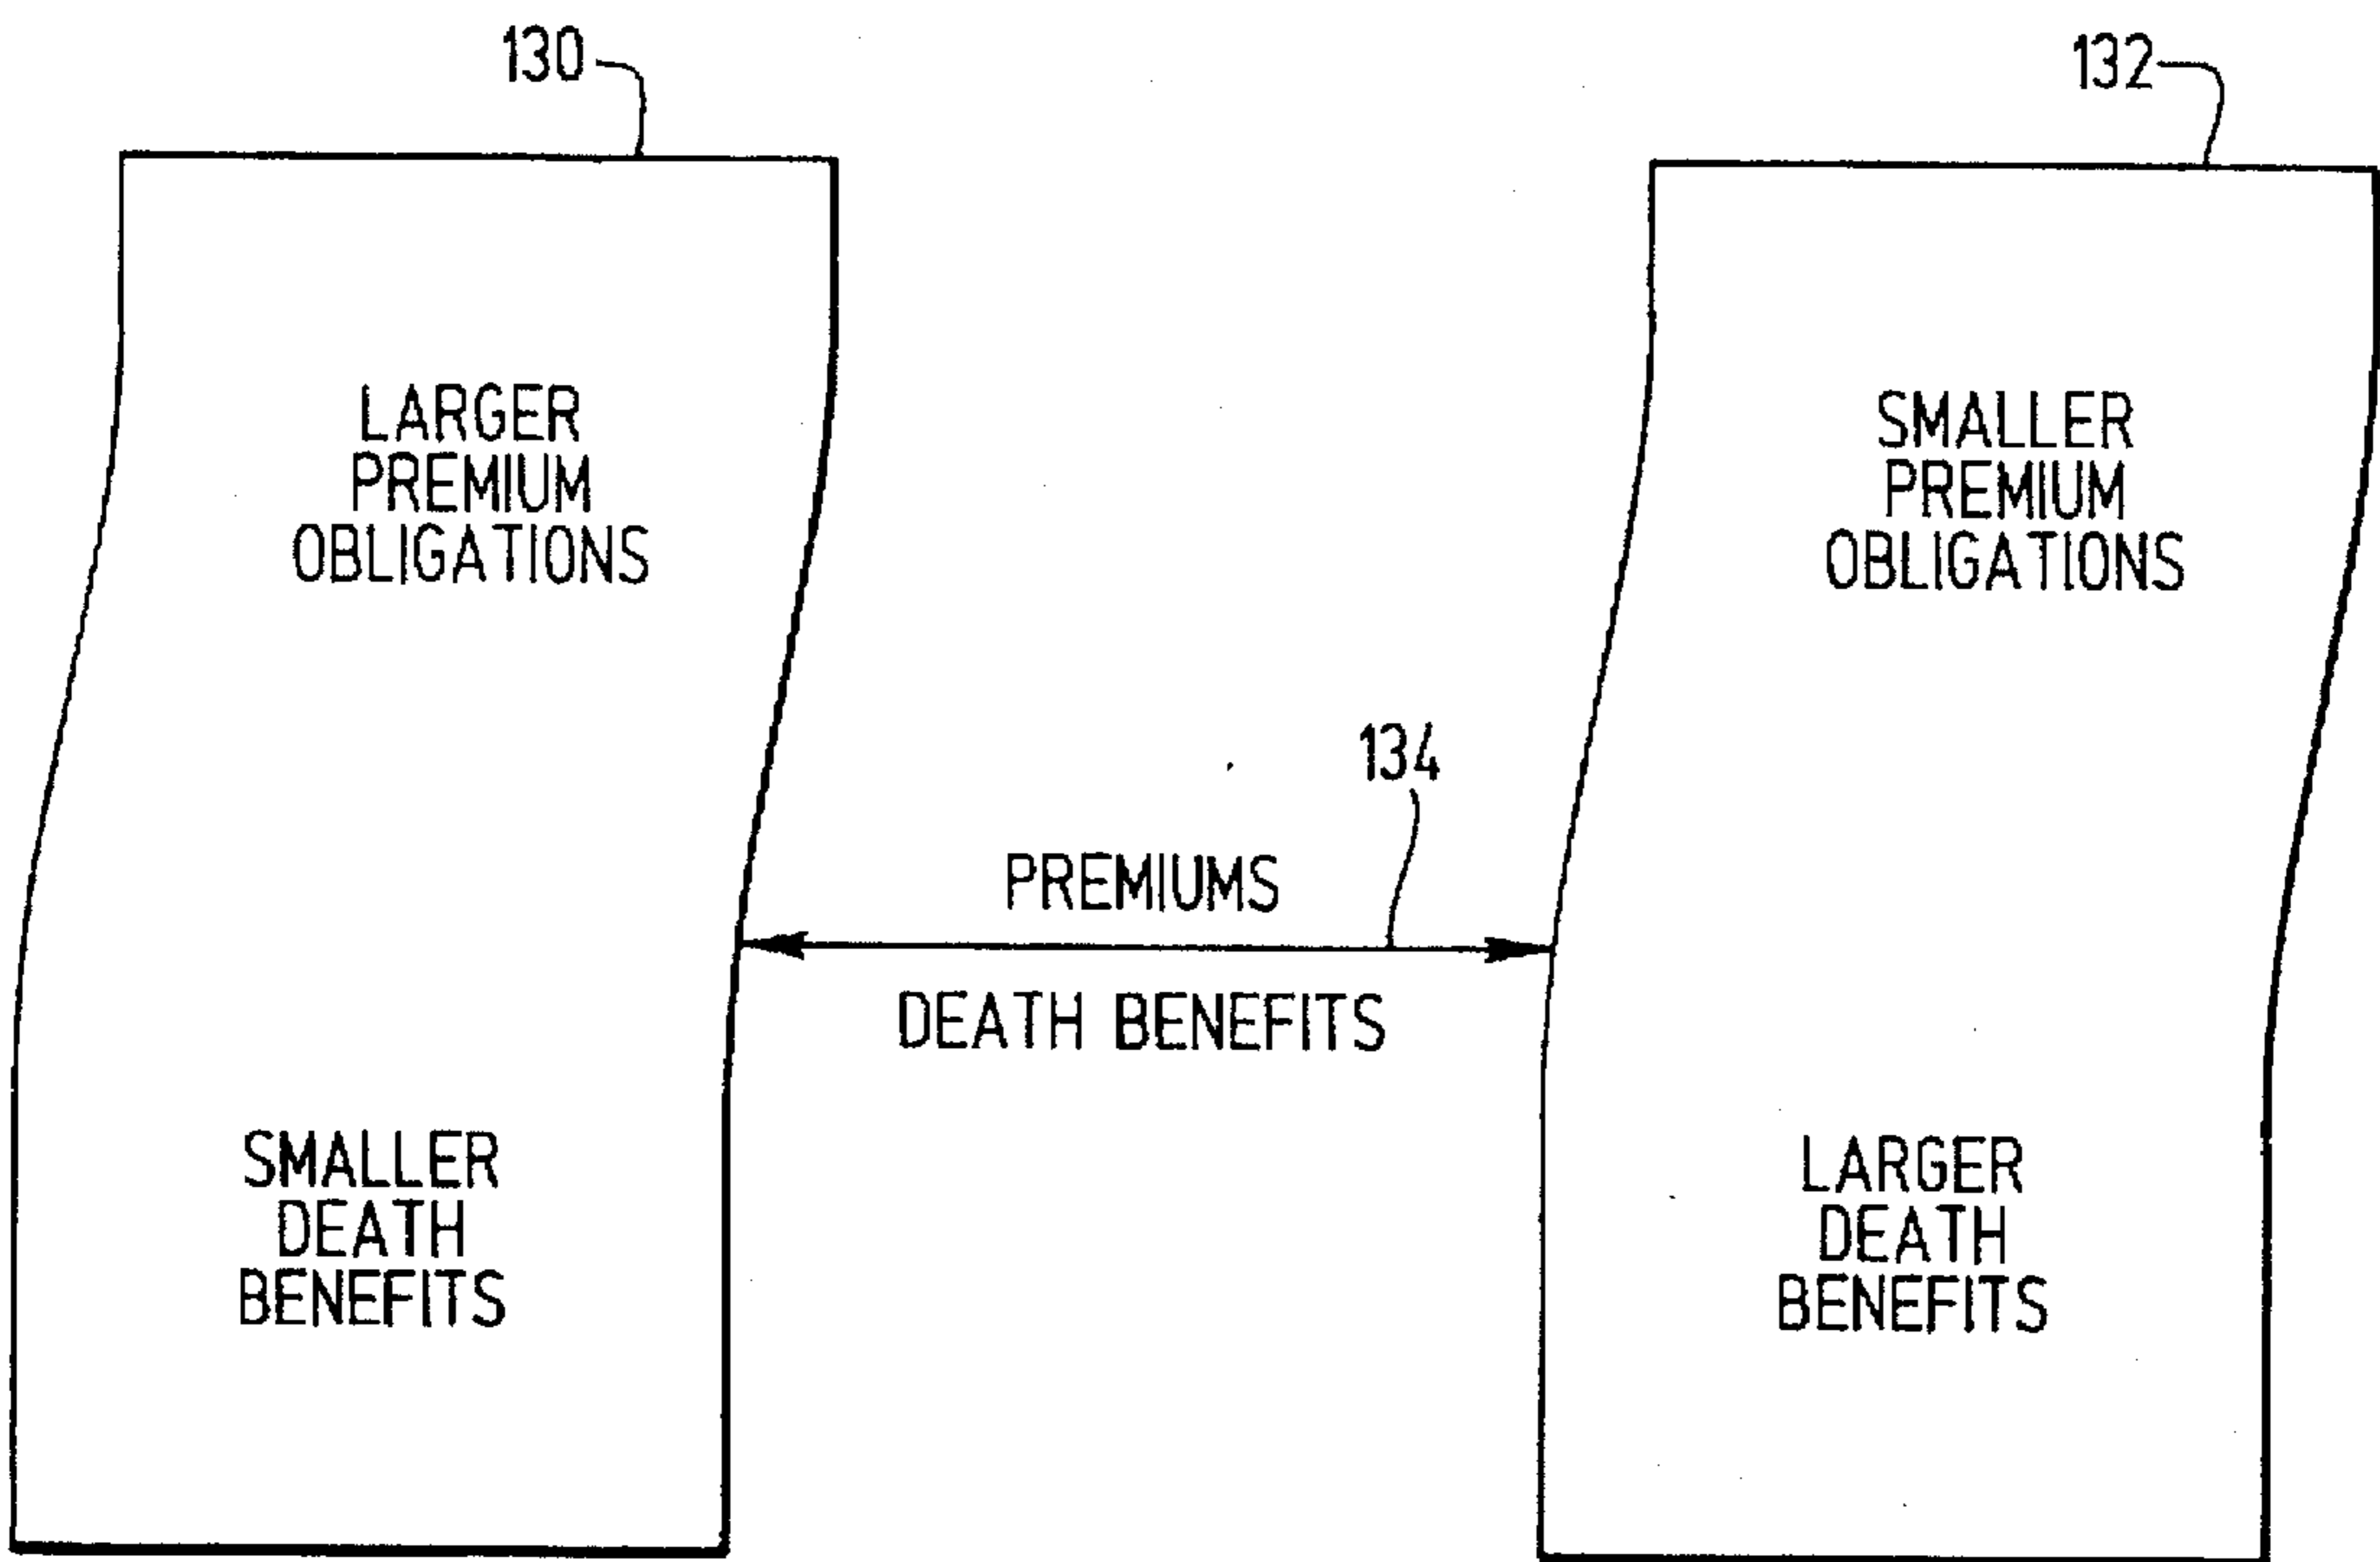 130
132
LARGER
PREMIUM
OBLIGATIONS
SMALLER
PREMIUM
OBLIGATIONS
134
PREMIUMS
DEATH BENEFITS
SMALLER
DEATH
BENEFITS
LARGER
DEATH
BENEFITS